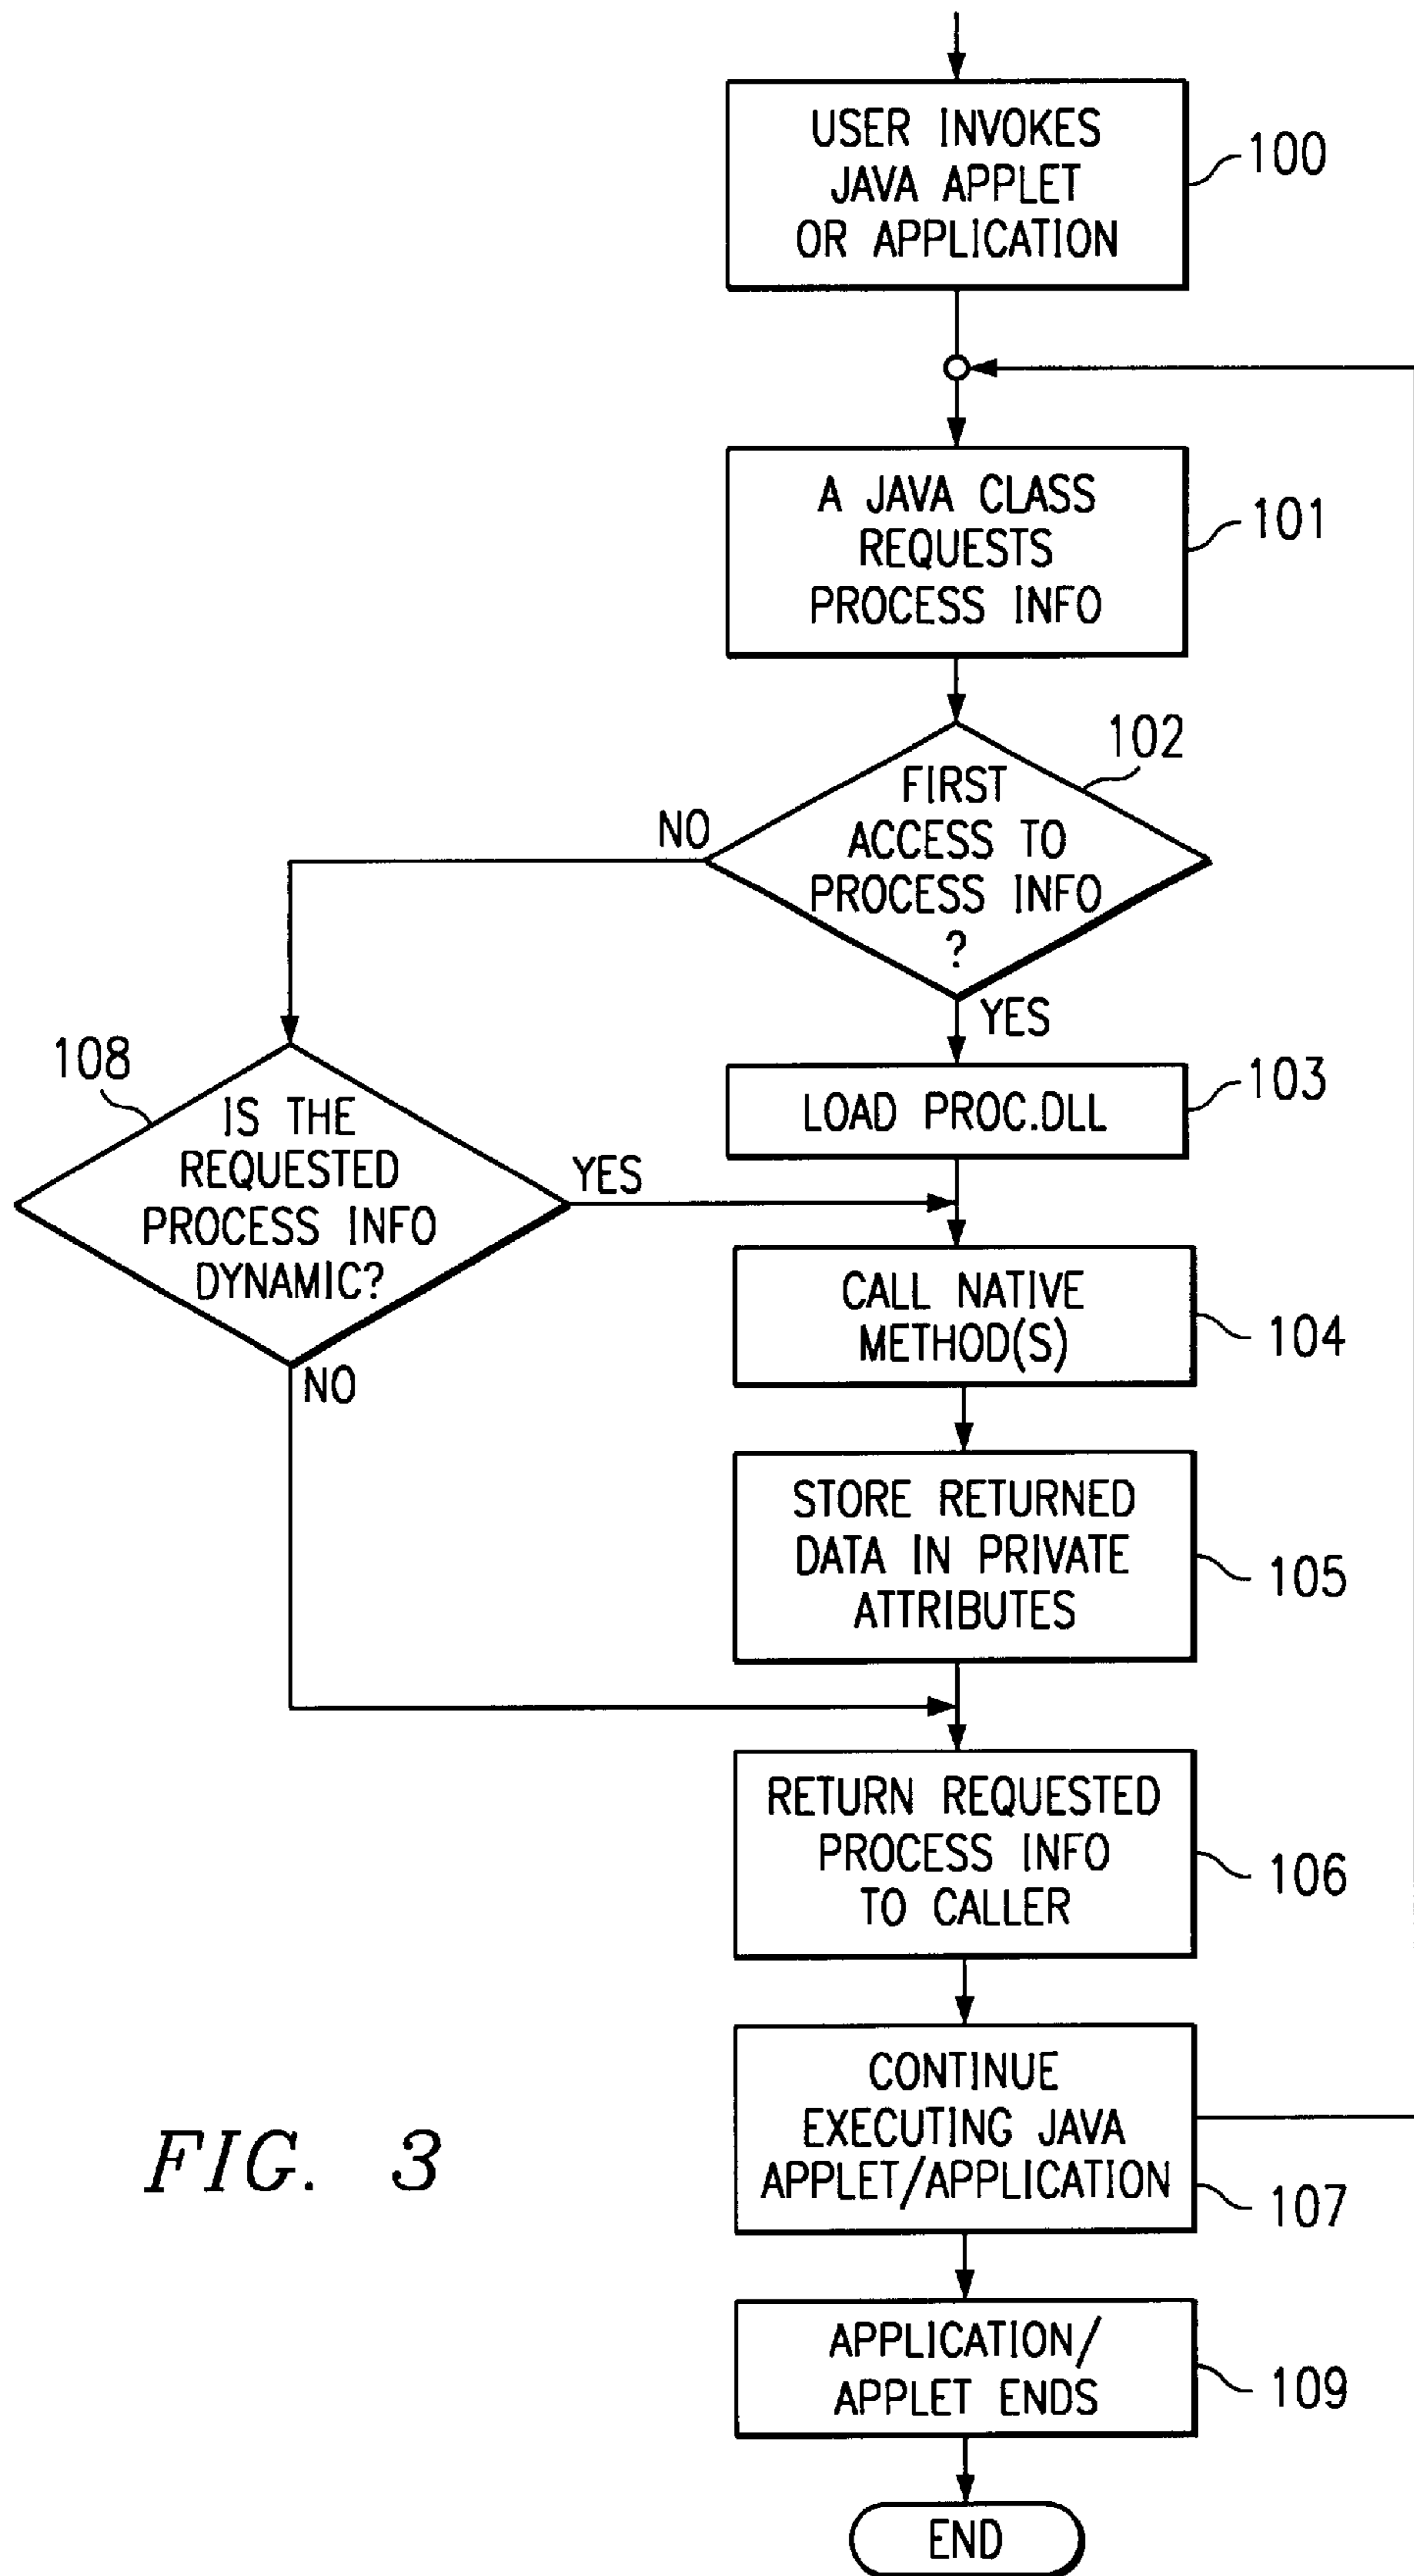 USER INVOKES
JAVA APPLET
OR APPLICATION
100
A JAVA CLASS
REQUESTS
PROCESS INFO
101
102
FIRST
ACCESS TO
PROCESS INFO
?
NO
YES
108
IS THE
REQUESTED
PROCESS INFO
DYNAMIC?
YES
NO
LOAD PROC.DLL
103
CALL NATIVE
METHOD(S)
104
STORE RETURNED
DATA IN PRIVATE
ATTRIBUTES
105
RETURN REQUESTED
PROCESS INFO
TO CALLER
106
CONTINUE
EXECUTING JAVA
APPLET/APPLICATION
107
FIG. 3
APPLICATION/
APPLET ENDS
109
END